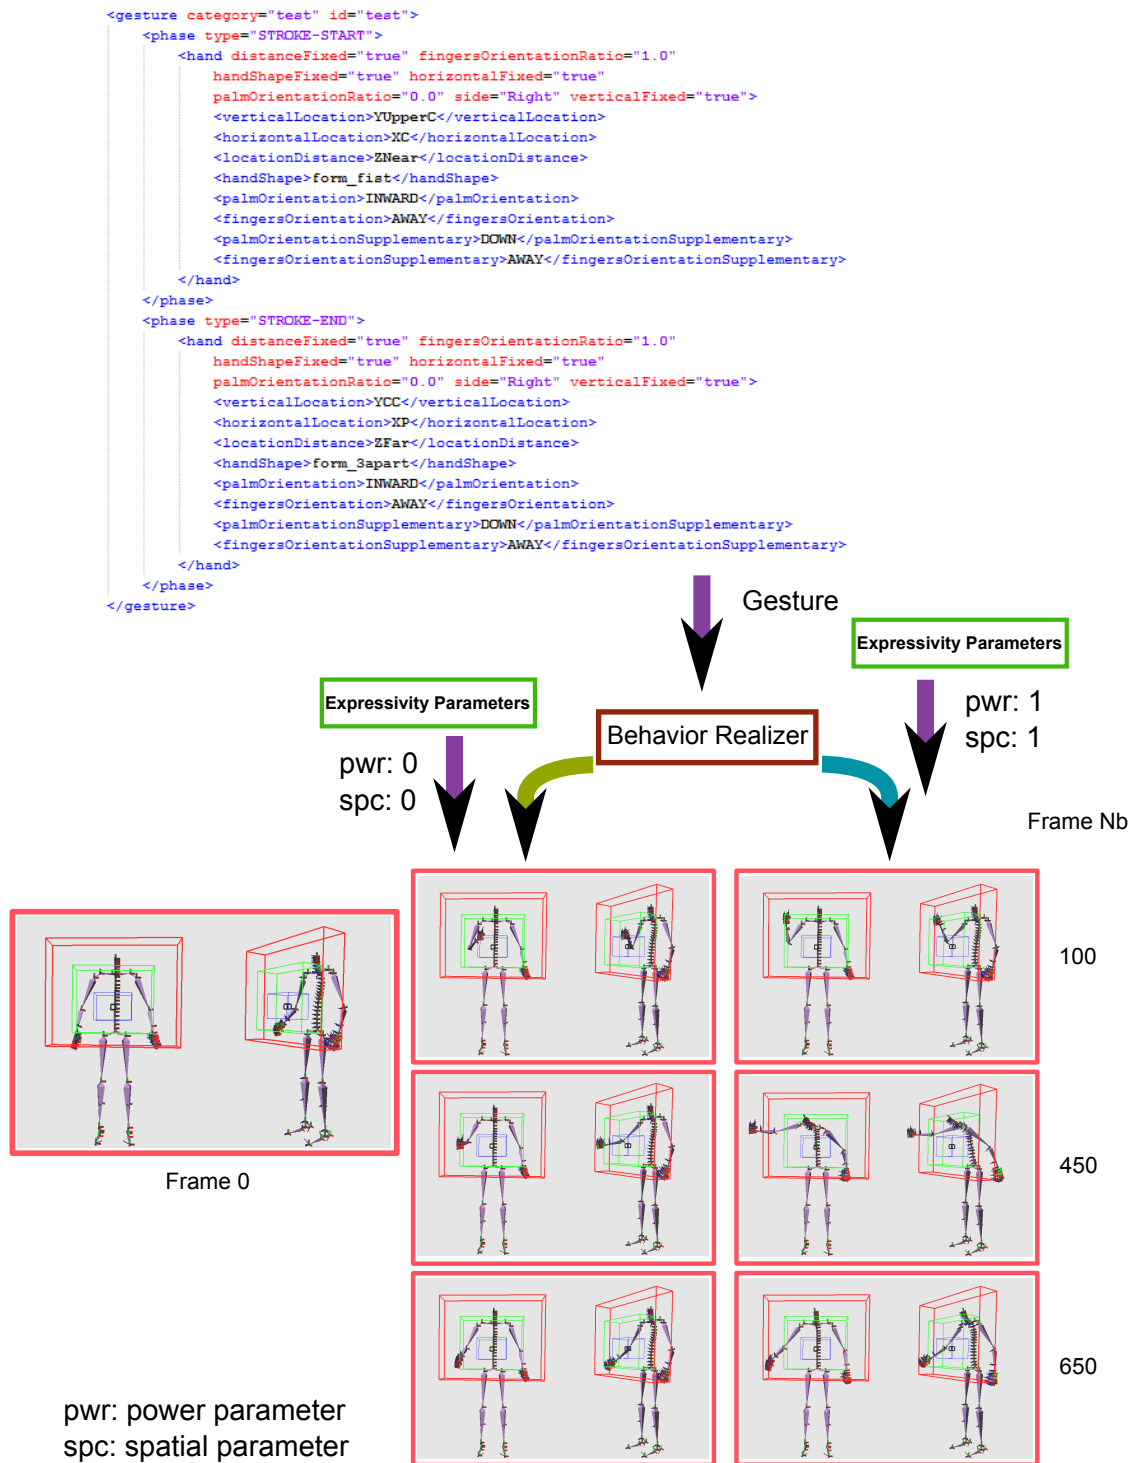 <gesture category="test" id="test">
<phase type="STROKE-START">
<hand distanceFixed="true" fingersOrientationRatio="1.0"
handShapeFixed="true" horizontalFixed="true"
palmOrientationRatio="0.0" side="Right" verticalFixed="true">
<verticalLocation>YUpperC</verticalLocation>
<horizontalLocation>XC</horizontalLocation>
<locationDistance>ZNear</locationDistance>
<handShape>form_fist</handShape>
<palmOrientation>INWARD</palmOrientation>
<fingersOrientation>AWAY</fingersOrientation>
<palmOrientationSupplementary>DOWN</palmOrientationSupplementary>
<fingersOrientationSupplementary>AWAY</fingersOrientationSupplementary>
</hand>
</phase>
<phase type="STROKE-END">
<hand distanceFixed="true" fingersOrientationRatio="1.0"
handShapeFixed="true" horizontalFixed="true"
palmOrientationRatio="0.0" side="Right" verticalFixed="true">
<verticalLocation>YCC</verticalLocation>
<horizontalLocation>XP</horizontalLocation>
<locationDistance>ZFar</locationDistance>
<handShape>form_3apart</handShape>
<palmOrientation>INWARD</palmOrientation>
<fingersOrientation>AWAY</fingersOrientation>
<palmOrientationSupplementary>DOWN</palmOrientationSupplementary>
<fingersOrientationSupplementary>AWAY</fingersOrientationSupplementary>
</hand>
</phase>
</gesture>
Gesture
Expressivity Parameters
pwr: 1
spc: 1
Expressivity Parameters
pwr: 0
spc: 0
Behavior Realizer
Frame Nb
100
Frame 0
450
650
pwr: power parameter
spc: spatial parameter